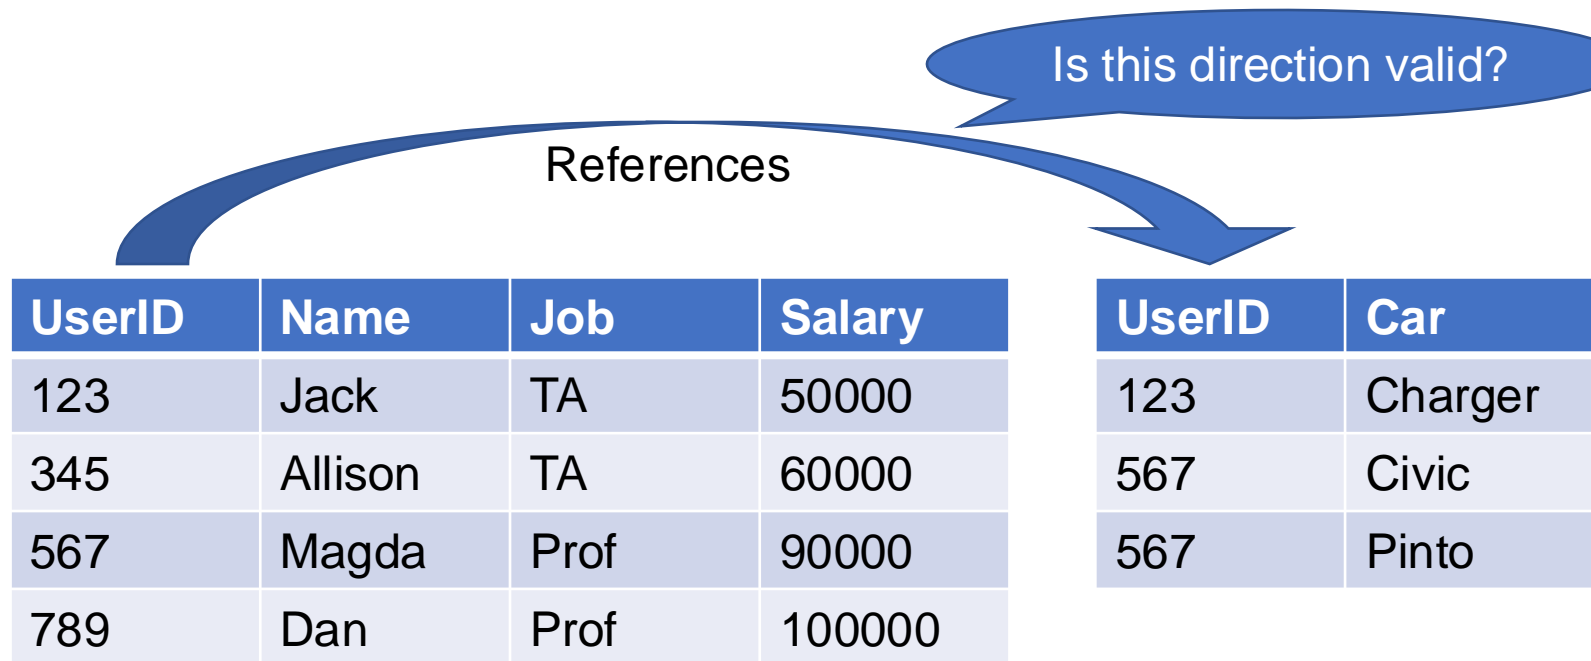 Is this direction valid?
References
UserID Name Job Salary
123 Jack TA 50000
345 Allison TA 60000
567 Magda Prof 90000
789 Dan Prof 100000
UserID Car
123 Charger
567 Civic
567 Pinto